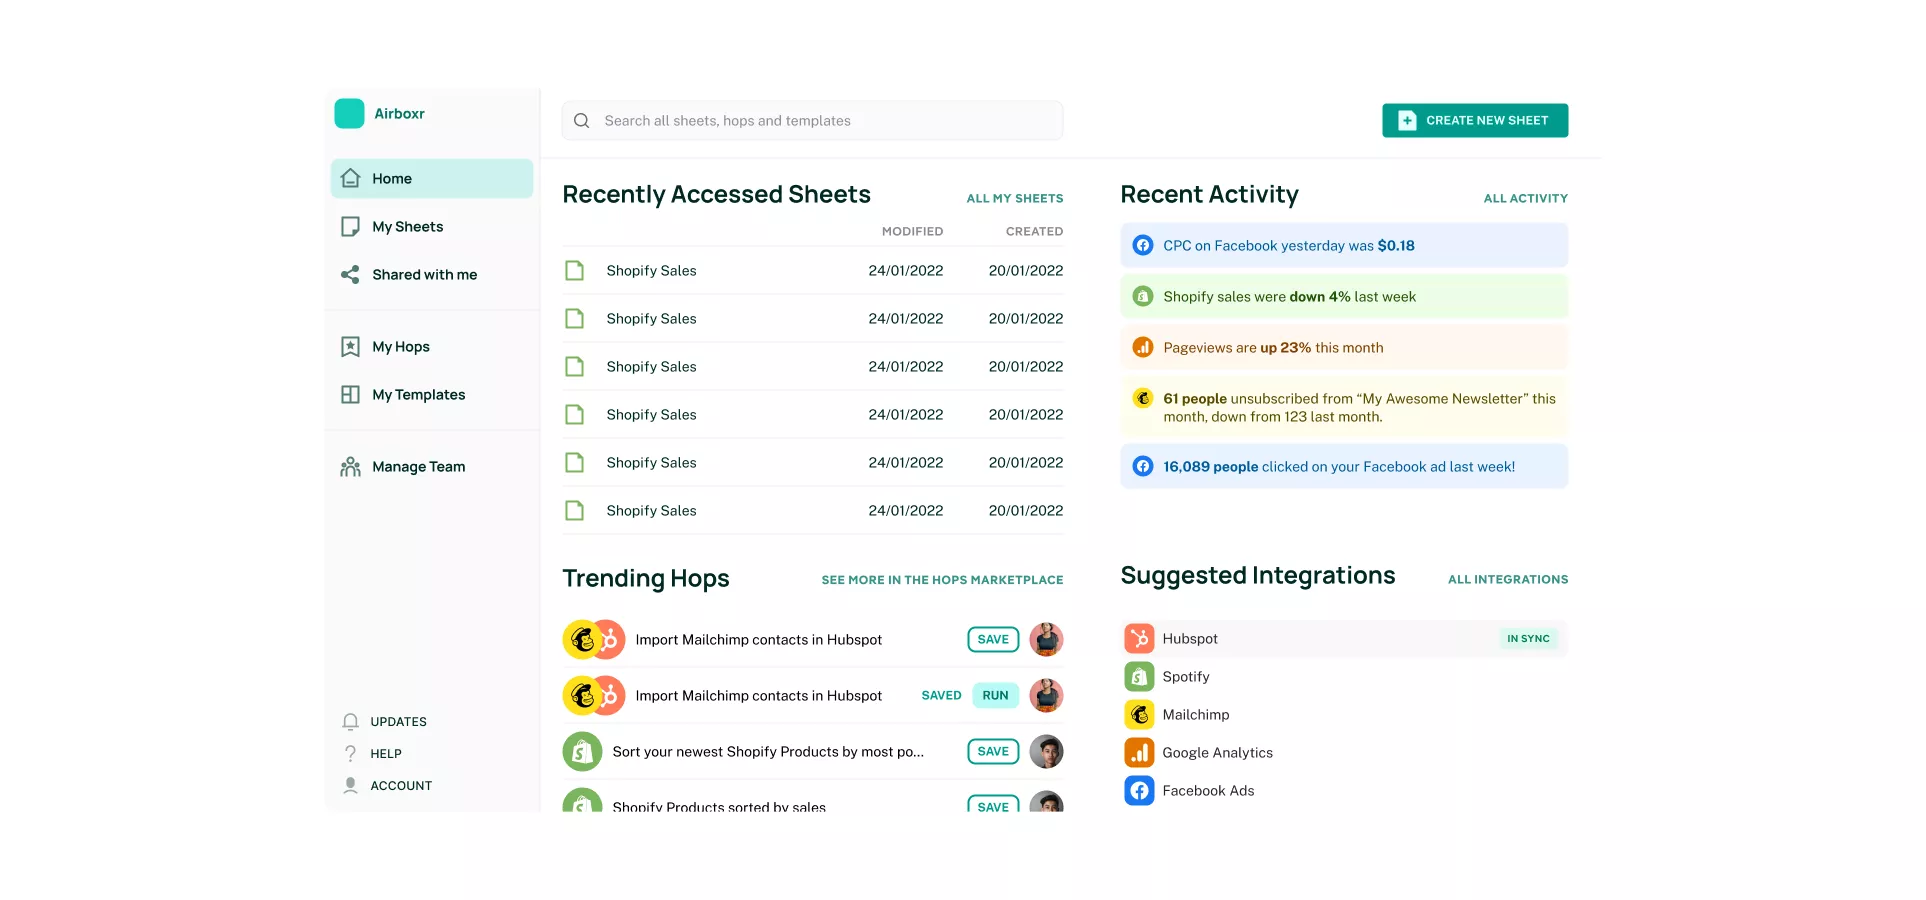 Airboxr
Home
My Sheets
Shared with me
My Hops
My Templates
Manage Team
UPDATES
HELP
ACCOUNT
Search all sheets, hops and templates
CREATE NEW SHEET
Recently Accessed Sheets
ALL MY SHEETS
MODIFIED CREATED
Shopify Sales 24/01/2022 20/01/2022
Shopify Sales 24/01/2022 20/01/2022
Shopify Sales 24/01/2022 20/01/2022
Shopify Sales 24/01/2022 20/01/2022
Shopify Sales 24/01/2022 20/01/2022
Shopify Sales 24/01/2022 20/01/2022
Recent Activity
ALL ACTIVITY
CPC on Facebook yesterday was $0.18
Shopify sales were down 4% last week
Pageviews are up 23% this month
61 people unsubscribed from “My Awesome Newsletter” this
month, down from 123 last month.
16,089 people clicked on your Facebook ad last week!
Trending Hops
SEE MORE IN THE HOPS MARKETPLACE
Import Mailchimp contacts in Hubspot SAVE
Import Mailchimp contacts in Hubspot SAVED RUN
Sort your newest Shopify Products by most po... SAVE
Shopify Products sorted by sales SAVE
Suggested Integrations
ALL INTEGRATIONS
Hubspot IN SYNC
Spotify
Mailchimp
Google Analytics
Facebook Ads